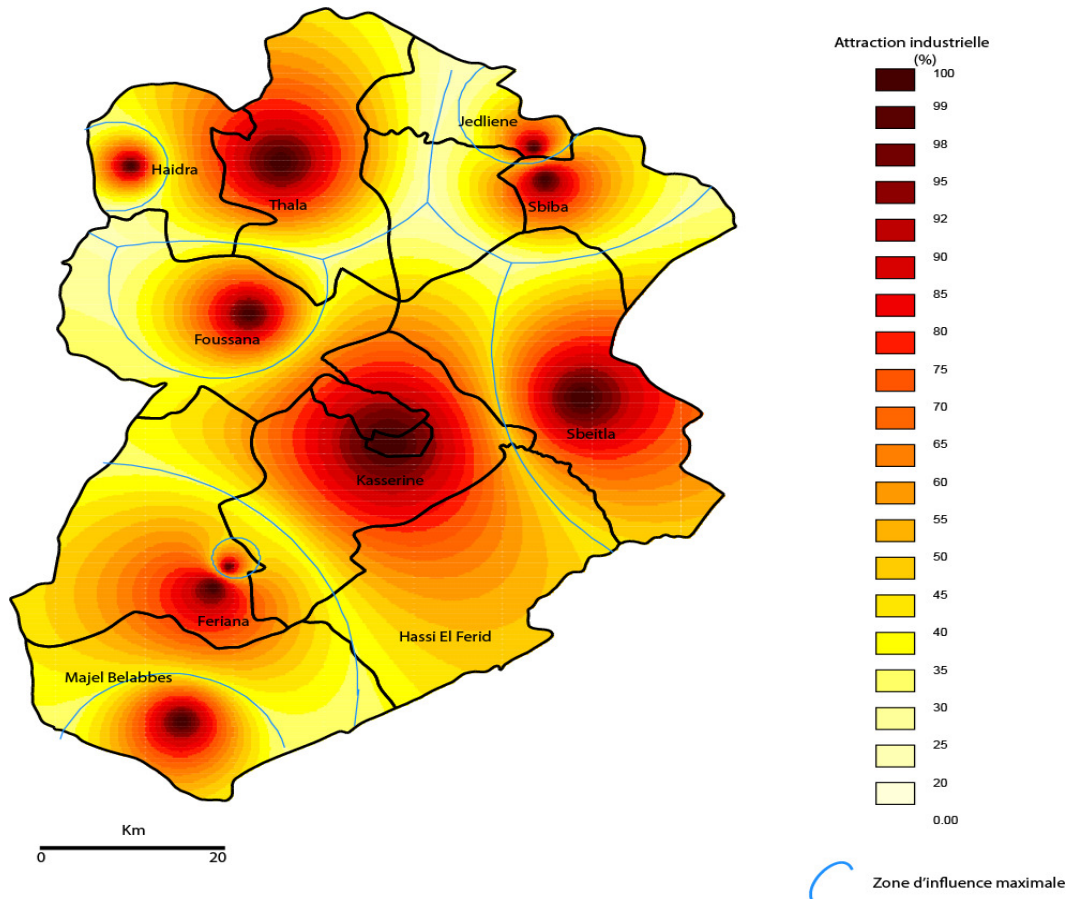 Attraction industrielle
(%)
100
99
98
95
92
90
85
80
75
70
65
60
55
50
45
40
35
30
25
20
0.00
Jedliene
Haidra
Thala
Sbiba
Foussana
Sbeitla
Kasserine
Feriana
Hassi El Ferid
Majel Belabbes
Km
0 20
Zone d'influence maximale